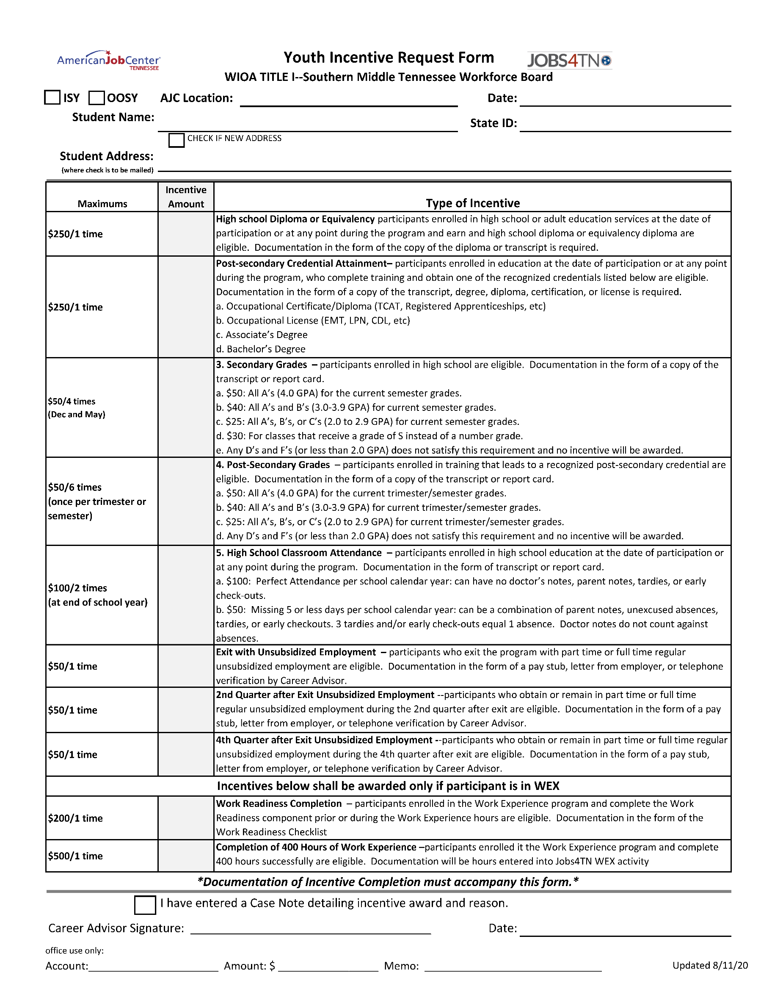 AmericanJobCenter
TENNESSEE
Youth Incentive Request Form
JOBS4TN
WIOA TITLE I--Southern Middle Tennessee Workforce Board
ISY OOSY AJC Location: Date:
Student Name:
State ID:
CHECK IF NEW ADDRESS
Student Address:
(where check is to be mailed)
Maximums Incentive Amount Type of Incentive
High school Diploma or Equivalency participants enrolled in high school or adult education services at the date of
$250/1 time participation or at any point during the program and earn and high school diploma or equivalency diploma are
eligible. Documentation in the form of the copy of the diploma or transcript is required.
Post-secondary Credential Attainment– participants enrolled in education at the date of participation or at any point
during the program, who complete training and obtain one of the recognized credentials listed below are eligible.
Documentation in the form of a copy of the transcript, degree, diploma, certification, or license is required.
$250/1 time a. Occupational Certificate/Diploma (TCAT, Registered Apprenticeships, etc)
b. Occupational License (EMT, LPN, CDL, etc)
c. Associate’s Degree
d. Bachelor’s Degree
3. Secondary Grades – participants enrolled in high school are eligible. Documentation in the form of a copy of the
transcript or report card.
a. $50: All A’s (4.0 GPA) for the current semester grades.
$50/4 times b. $40: All A’s and B’s (3.0-3.9 GPA) for current semester grades.
(Dec and May) c. $25: All A’s, B’s, or C’s (2.0 to 2.9 GPA) for current semester grades.
d. $30: For classes that receive a grade of S instead of a number grade.
e. Any D’s and F’s (or less than 2.0 GPA) does not satisfy this requirement and no incentive will be awarded.
4. Post-Secondary Grades – participants enrolled in training that leads to a recognized post-secondary credential are
eligible. Documentation in the form of a copy of the transcript or report card.
$50/6 times a. $50: All A’s (4.0 GPA) for the current trimester/semester grades.
(once per trimester or b. $40: All A’s and B’s (3.0-3.9 GPA) for current trimester/semester grades.
semester) c. $25: All A’s, B’s, or C’s (2.0 to 2.9 GPA) for current trimester/semester grades.
d. Any D’s and F’s (or less than 2.0 GPA) does not satisfy this requirement and no incentive will be awarded.
5. High School Classroom Attendance – participants enrolled in high school education at the date of participation or
at any point during the program. Documentation in the form of transcript or report card.
$100/2 times a. $100: Perfect Attendance per school calendar year: can have no doctor’s notes, parent notes, tardies, or early
(at end of school year) check-outs.
b. $50: Missing 5 or less days per school calendar year: can be a combination of parent notes, unexcused absences,
tardies, or early checkouts. 3 tardies and/or early check-outs equal 1 absence. Doctor notes do not count against
absences.
Exit with Unsubsidized Employment – participants who exit the program with part time or full time regular
$50/1 time unsubsidized employment are eligible. Documentation in the form of a pay stub, letter from employer, or telephone
verification by Career Advisor.
2nd Quarter after Exit Unsubsidized Employment --participants who obtain or remain in part time or full time
$50/1 time regular unsubsidized employment during the 2nd quarter after exit are eligible. Documentation in the form of a pay
stub, letter from employer, or telephone verification by Career Advisor.
4th Quarter after Exit Unsubsidized Employment --participants who obtain or remain in part time or full time regular
$50/1 time unsubsidized employment during the 4th quarter after exit are eligible. Documentation in the form of a pay stub,
letter from employer, or telephone verification by Career Advisor.
Incentives below shall be awarded only if participant is in WEX
Work Readiness Completion – participants enrolled in the Work Experience program and complete the Work
$200/1 time Readiness component prior or during the Work Experience hours are eligible. Documentation in the form of the
Work Readiness Checklist
Completion of 400 Hours of Work Experience –participants enrolled it the Work Experience program and complete
$500/1 time 400 hours successfully are eligible. Documentation will be hours entered into Jobs4TN WEX activity
*Documentation of Incentive Completion must accompany this form.*
I have entered a Case Note detailing incentive award and reason.
Career Advisor Signature: Date:
office use only:
Account: Amount: $ Memo: Updated 8/11/20